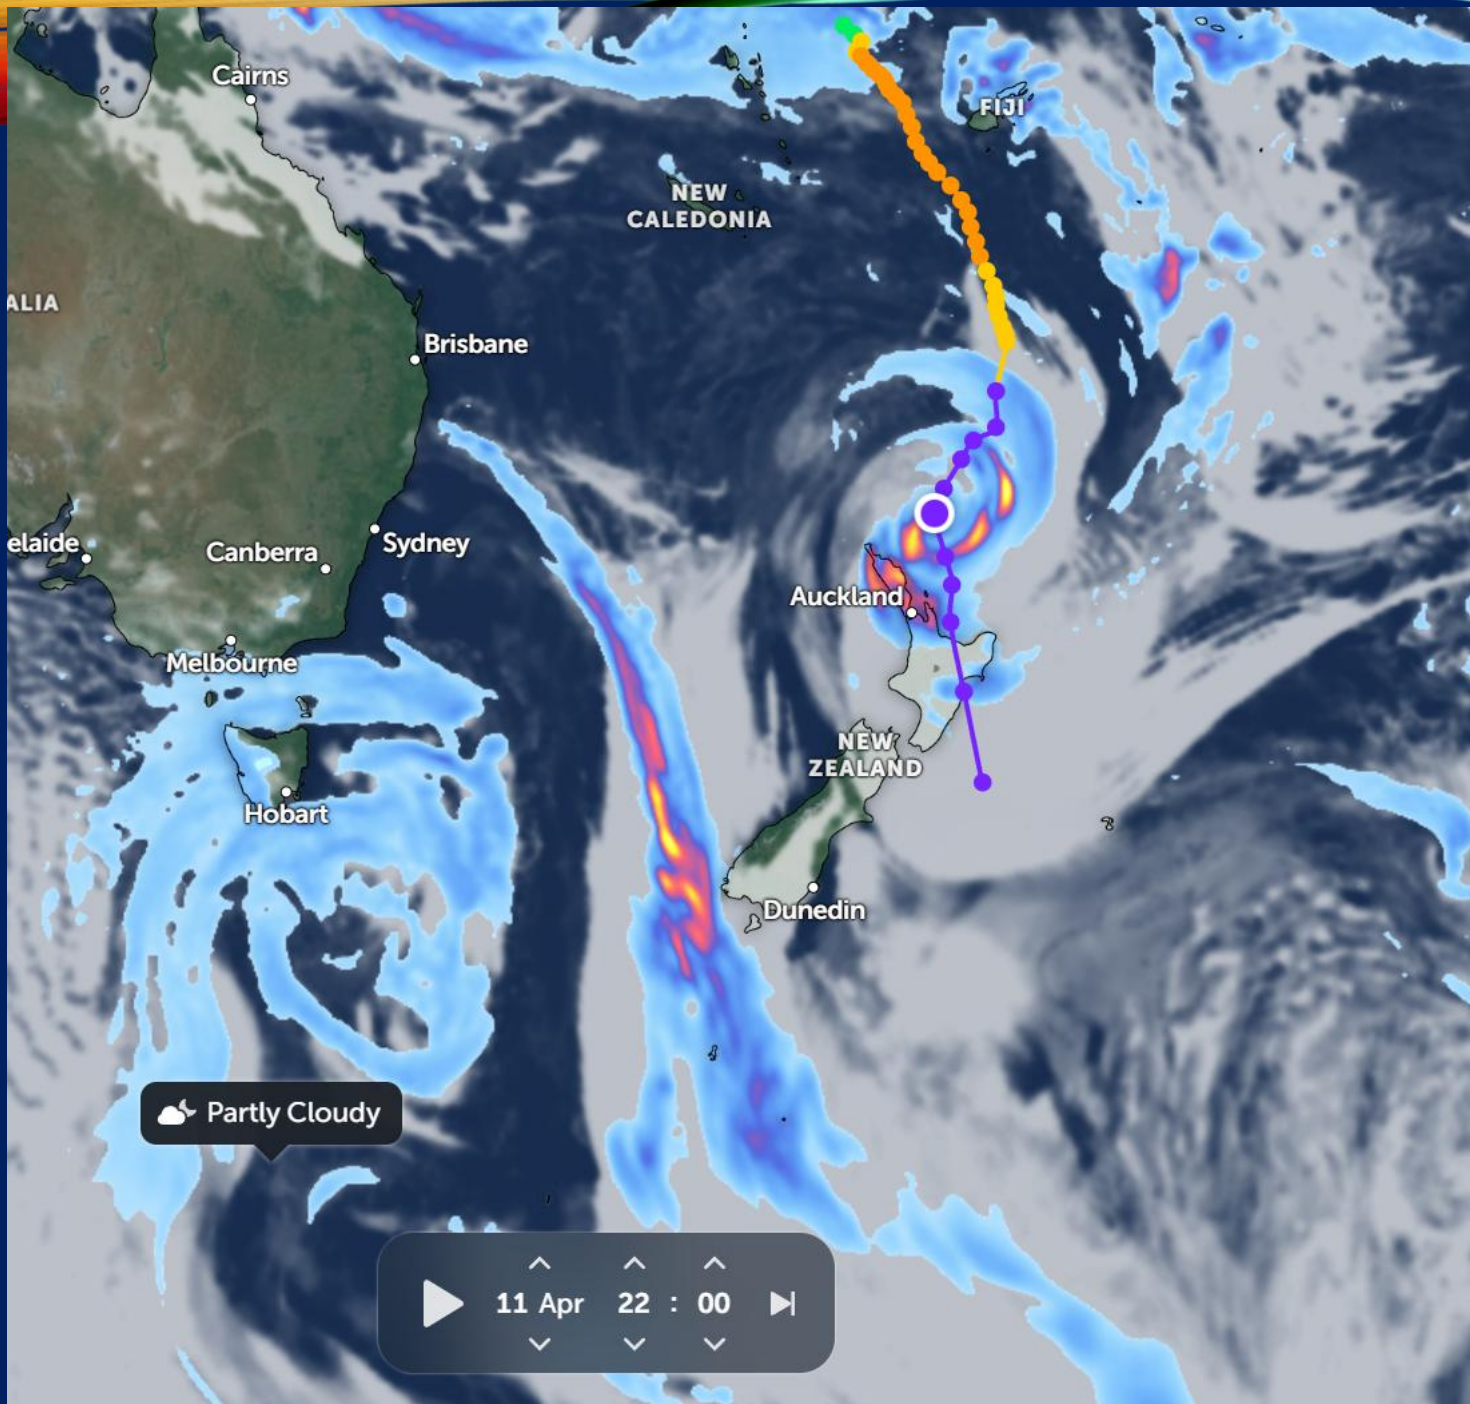 Cairns
FIJI
NEW
CALEDONIA
ALIA
Brisbane
elaide
Canberra
Sydney
Auckland
Melbourne
NEW
ZEALAND
Hobart
Dunedin
Partly Cloudy
11 Apr 22 : 00